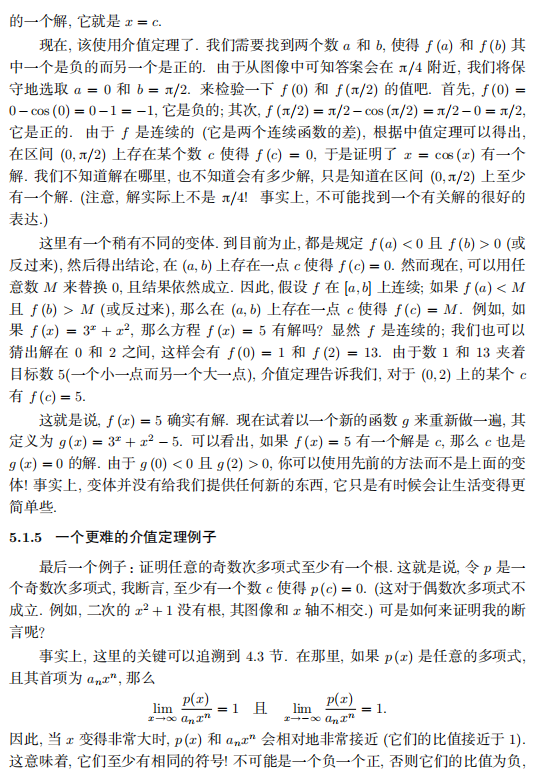 的一个解, 它就是 x = c.
现在, 该使用介值定理了. 我们需要找到两个数 a 和 b, 使得 f (a) 和 f (b) 其
中一个是负的而另一个是正的. 由于从图像中可知答案会在 π/4 附近, 我们将保
守地选取 a = 0 和 b = π/2. 来检验一下 f (0) 和 f (π/2) 的值吧. 首先, f (0) =
0 − cos (0) = 0 − 1 = −1, 它是负的; 其次, f (π/2) = π/2 − cos (π/2) = π/2 − 0 = π/2,
它是正的. 由于 f 是连续的 (它是两个连续函数的差), 根据中值定理可以得出,
在区间 (0, π/2) 上存在某个数 c 使得 f (c) = 0, 于是证明了 x = cos (x) 有一个
解. 我们不知道解在哪里, 也不知道会有多少解, 只是知道在区间 (0, π/2) 上至少
有一个解. (注意, 解实际上不是 π/4! 事实上, 不可能找到一个有关解的很好的
表达.)
这里有一个稍有不同的变体. 到目前为止, 都是规定 f (a) < 0 且 f (b) > 0 (或
反过来), 然后得出结论, 在 (a, b) 上存在一点 c 使得 f (c) = 0. 然而现在, 可以用任
意数 M 来替换 0, 且结果依然成立. 因此, 假设 f 在 [a, b] 上连续; 如果 f (a) < M
且 f (b) > M (或反过来), 那么在 (a, b) 上存在一点 c 使得 f (c) = M. 例如, 如
果 f (x) = 3ˣ + x², 那么方程 f (x) = 5 有解吗? 显然 f 是连续的; 我们也可以
猜出解在 0 和 2 之间, 这样会有 f (0) = 1 和 f (2) = 13. 由于数 1 和 13 夹着
目标数 5(一个小一点而另一个大一点), 介值定理告诉我们, 对于 (0, 2) 上的某个 c
有 f (c) = 5.
这就是说, f (x) = 5 确实有解. 现在试着以一个新的函数 g 来重新做一遍, 其
定义为 g (x) = 3ˣ + x² − 5. 可以看出, 如果 f (x) = 5 有一个解是 c, 那么 c 也是
g (x) = 0 的解. 由于 g (0) < 0 且 g (2) > 0, 你可以使用先前的方法而不是上面的变
体! 事实上, 变体并没有给我们提供任何新的东西, 它只是有时候会让生活变得更
简单些.
5.1.5 一个更难的介值定理例子
最后一个例子：证明任意的奇数次多项式至少有一个根. 这就是说, 令 p 是一
个奇数次多项式, 我断言, 至少有一个数 c 使得 p (c) = 0. (这对于偶数次多项式不
成立. 例如, 二次的 x² + 1 没有根, 其图像和 x 轴不相交.) 可是如何来证明我的断
言呢?
事实上, 这里的关键可以追溯到 4.3 节. 在那里, 如果 p (x) 是任意的多项式,
且其首项为 aₙxⁿ, 那么
lim x→∞ p(x)/aₙxⁿ = 1 且 lim x→−∞ p(x)/aₙxⁿ = 1.
因此, 当 x 变得非常大时, p (x) 和 aₙxⁿ 会相对地非常接近 (它们的比值接近于 1).
这意味着, 它们至少有相同的符号! 不可能是一个负一个正, 否则它们的比值为负,